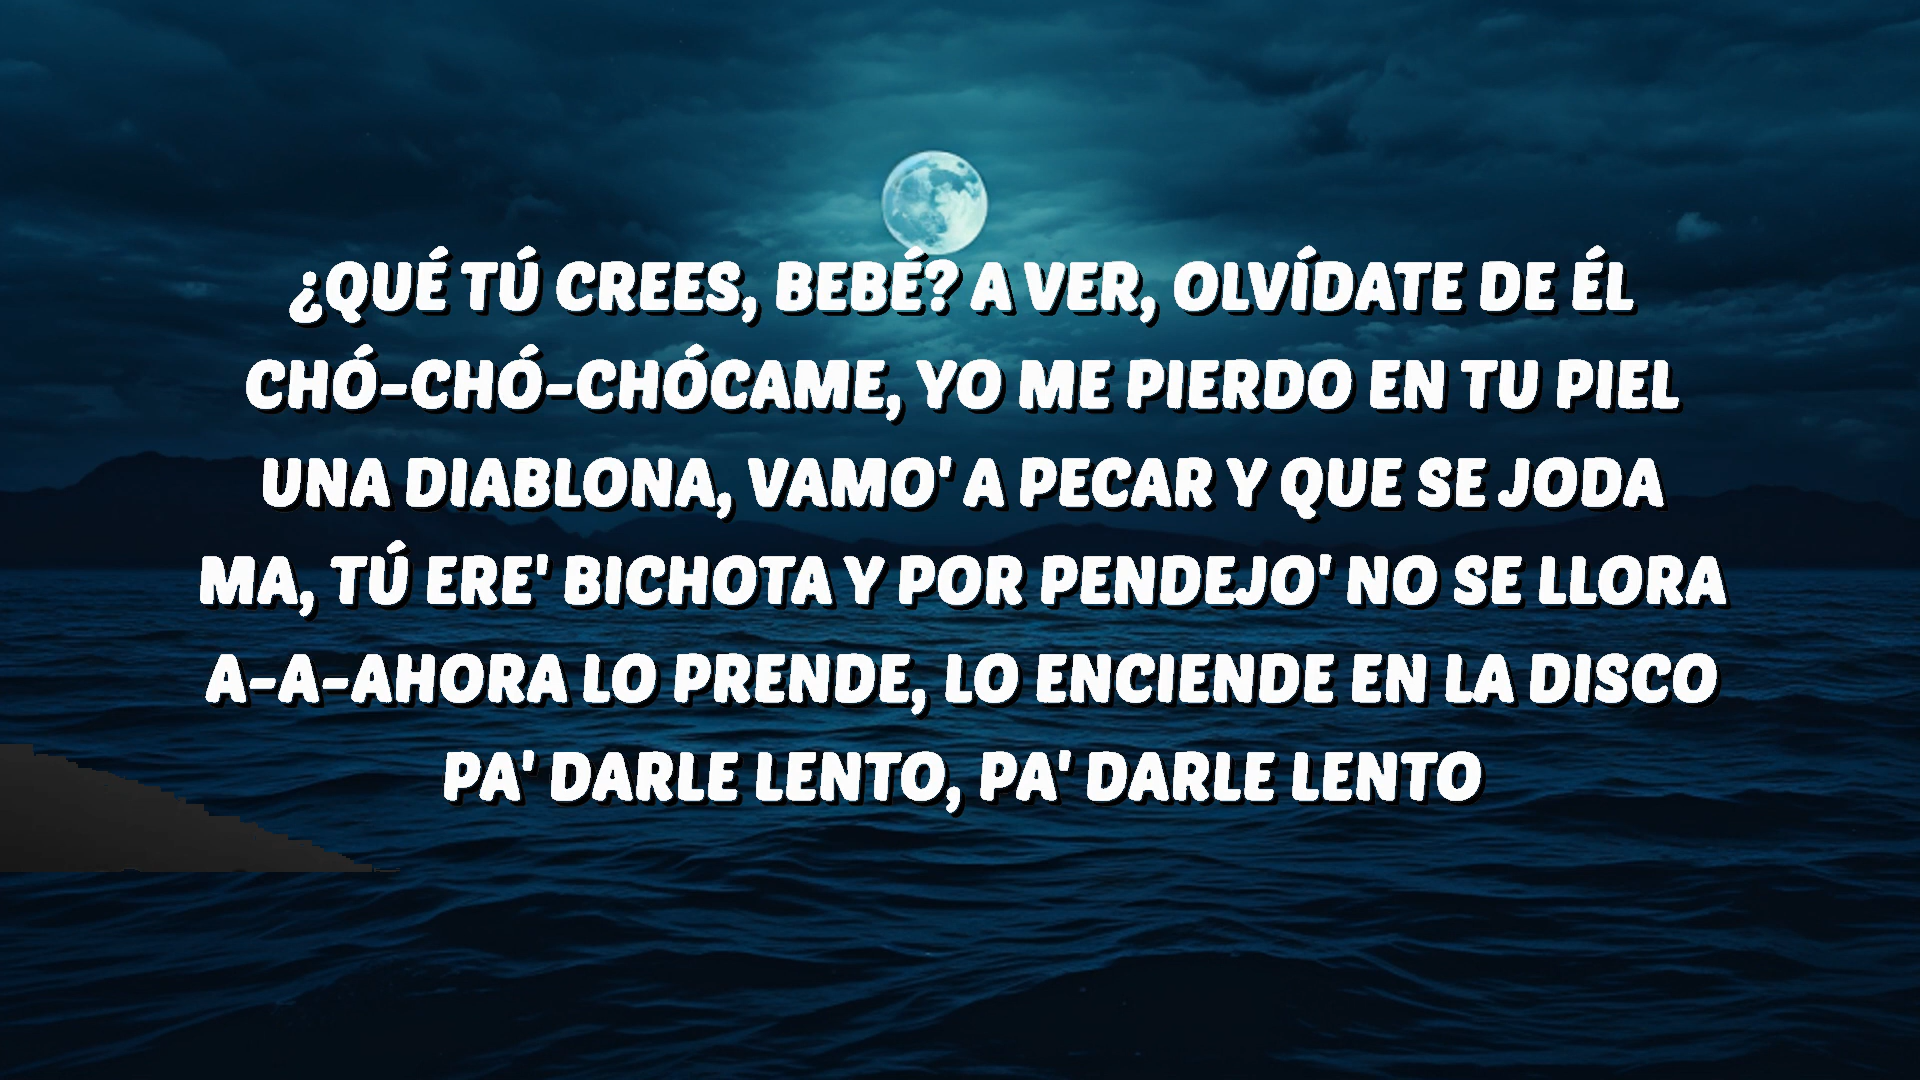 ¿QUÉ TÚ CREES, BEBÉ? A VER, OLVÍDATE DE ÉL
CHÓ-CHÓ-CHÓCAME, YO ME PIERDO EN TU PIEL
UNA DIABLONA, VAMO' A PECAR Y QUE SE JODA
MA, TÚ ERE' BICHOTA Y POR PENDEJO' NO SE LLORA
A-A-AHORA LO PRENDE, LO ENCIENDE EN LA DISCO
PA' DARLE LENTO, PA' DARLE LENTO